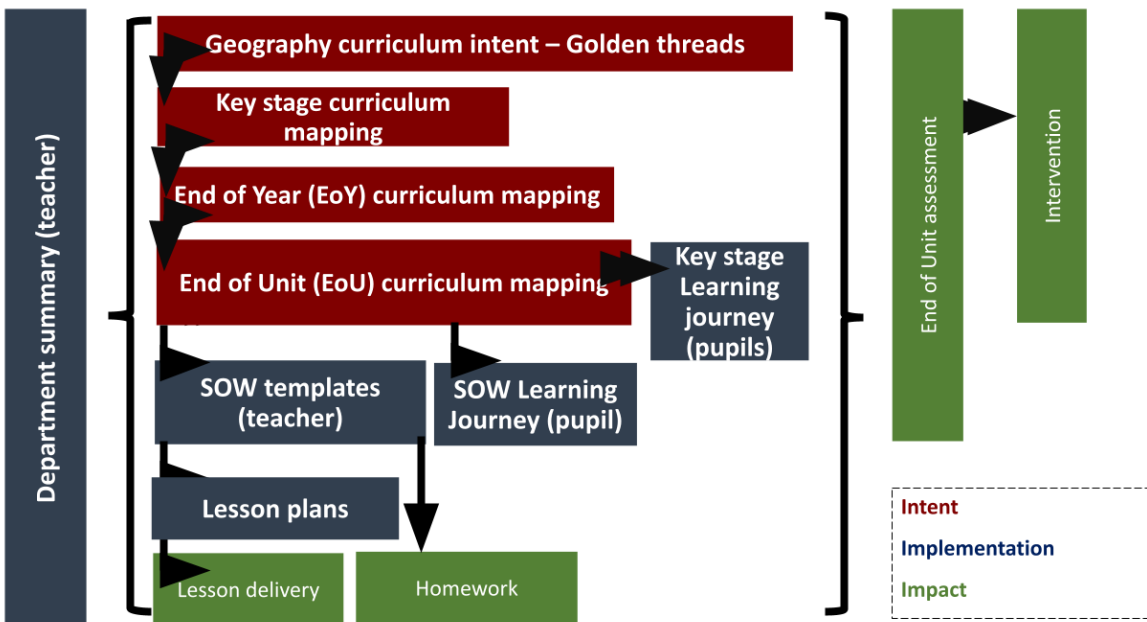 Department summary (teacher)
Geography curriculum intent – Golden threads
Key stage curriculum
mapping
End of Year (EoY) curriculum mapping
End of Unit (EoU) curriculum mapping
Key stage
Learning
journey
(pupils)
SOW templates
(teacher)
SOW Learning
Journey (pupil)
Lesson plans
Lesson delivery
Homework
End of Unit assessment
Intervention
Intent
Implementation
Impact